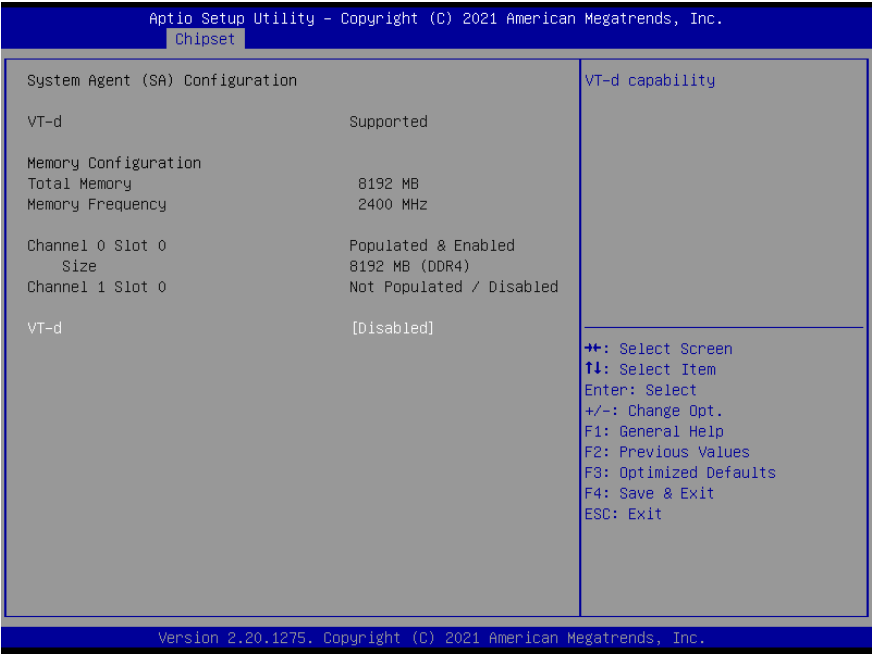 Aptio Setup Utility – Copyright (C) 2021 American Megatrends, Inc.
Chipset
System Agent (SA) Configuration
VT-d Supported
Memory Configuration
Total Memory 8192 MB
Memory Frequency 2400 MHz
Channel 0 Slot 0 Populated & Enabled
Size 8192 MB (DDR4)
Channel 1 Slot 0 Not Populated / Disabled
VT-d [Disabled]
VT-d capability
→←: Select Screen
↑↓: Select Item
Enter: Select
+/-: Change Opt.
F1: General Help
F2: Previous Values
F3: Optimized Defaults
F4: Save & Exit
ESC: Exit
Version 2.20.1275. Copyright (C) 2021 American Megatrends, Inc.